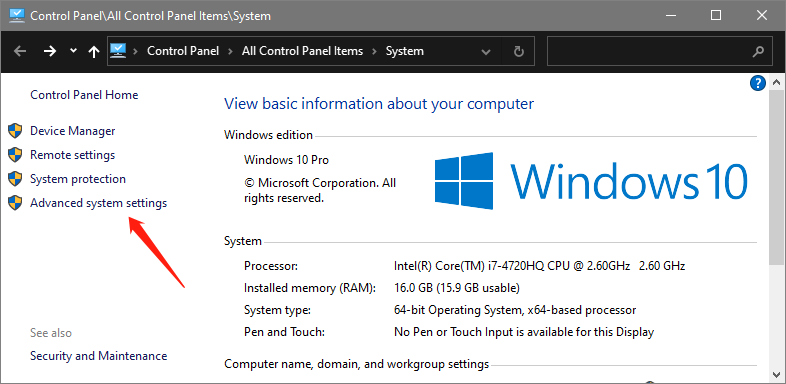 Control Panel\All Control Panel Items\System
Control Panel > All Control Panel Items > System
Control Panel Home
Device Manager
Remote settings
System protection
Advanced system settings
See also
Security and Maintenance
?
View basic information about your computer
Windows edition
Windows 10 Pro
© Microsoft Corporation. All
rights reserved.
Windows 10
System
Processor: Intel(R) Core(TM) i7-4720HQ CPU @ 2.60GHz 2.60 GHz
Installed memory (RAM): 16.0 GB (15.9 GB usable)
System type: 64-bit Operating System, x64-based processor
Pen and Touch: No Pen or Touch Input is available for this Display
Computer name, domain, and workgroup settings